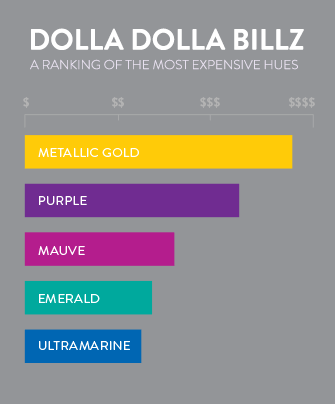 DOLLA DOLLA BILLZ
A RANKING OF THE MOST EXPENSIVE HUES
$ $$ $$$ $$$$
METALLIC GOLD
PURPLE
MAUVE
EMERALD
ULTRAMARINE